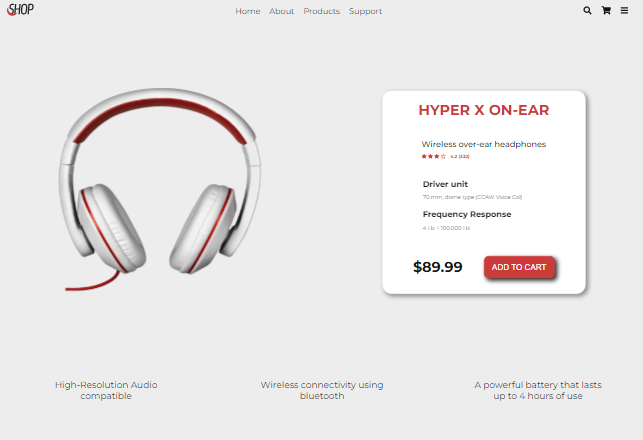 SHOP
Home About Products Support
HYPER X ON-EAR
Wireless over-ear headphones
4.2 (332)
Driver unit
70 mm, dome type (CCAW Voice Coil)
Frequency Response
4 Hz - 100,000 Hz
$89.99 ADD TO CART
High-Resolution Audio
compatible
Wireless connectivity using
bluetooth
A powerful battery that lasts
up to 4 hours of use